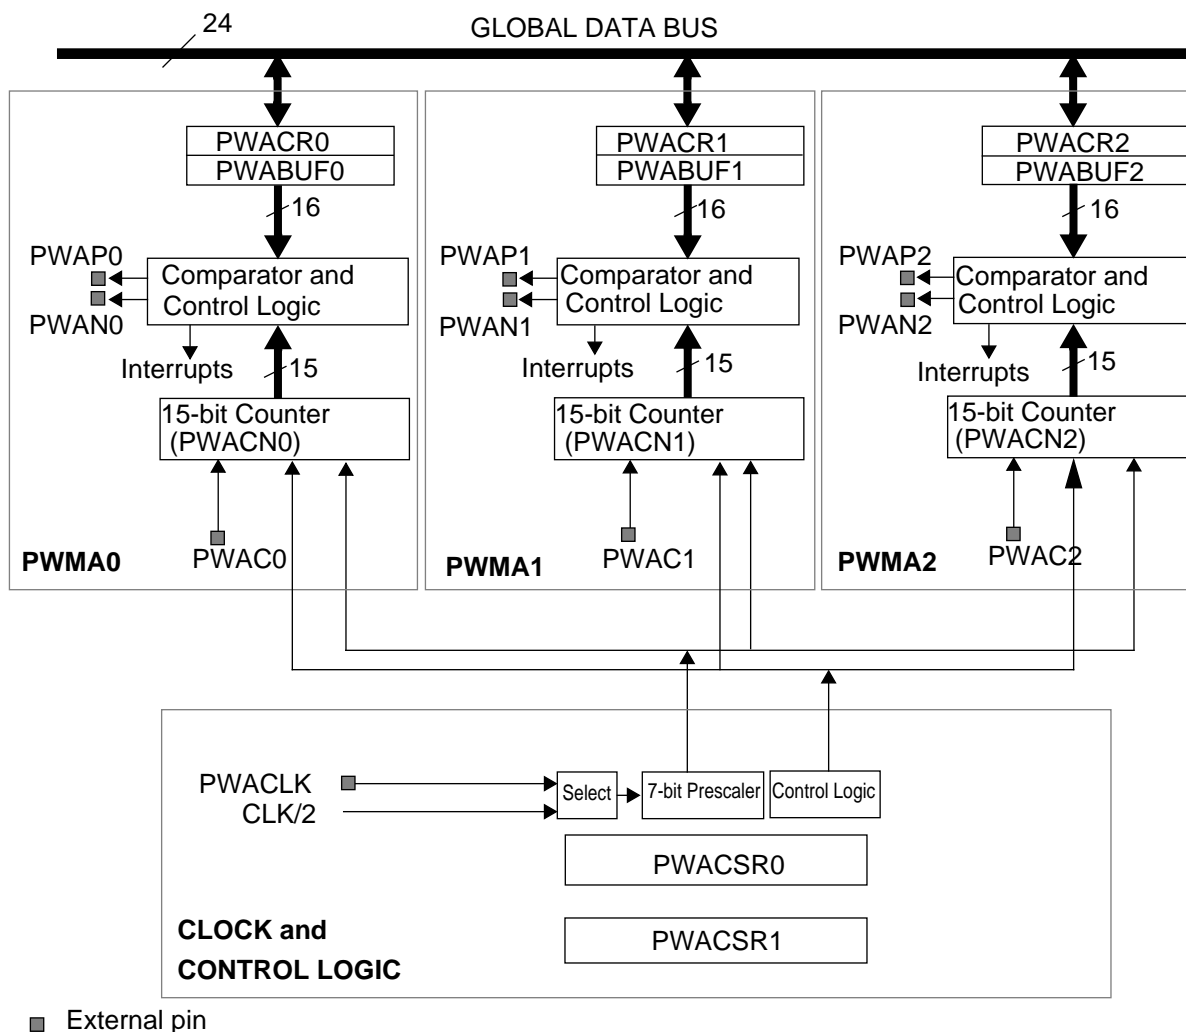 24
GLOBAL DATA BUS
PWACR0
PWABUF0
16
PWAP0
PWAN0
Comparator and
Control Logic
Interrupts
15
15-bit Counter
(PWACN0)
PWAC0
PWMA0
PWACR1
PWABUF1
16
PWAP1
PWAN1
Comparator and
Control Logic
Interrupts
15
15-bit Counter
(PWACN1)
PWAC1
PWMA1
PWACR2
PWABUF2
16
PWAP2
PWAN2
Comparator and
Control Logic
Interrupts
15
15-bit Counter
(PWACN2)
PWAC2
PWMA2
PWACLK
CLK/2
Select
7-bit Prescaler
Control Logic
PWACSR0
PWACSR1
CLOCK and
CONTROL LOGIC
External pin